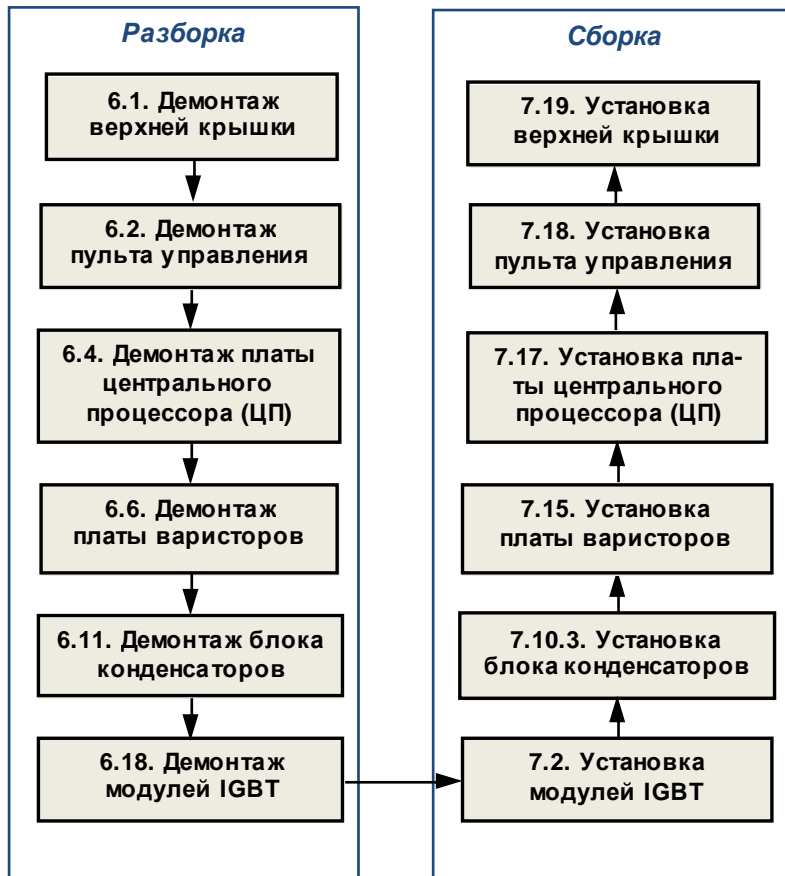 Разборка
6.1. Демонтаж
верхней крышки
6.2. Демонтаж
пульта управления
6.4. Демонтаж платы
центрального
процессора (ЦП)
6.6. Демонтаж
платы варисторов
6.11. Демонтаж блока
конденсаторов
6.18. Демонтаж
модулей IGBT
Сборка
7.19. Установка
верхней крышки
7.18. Установка
пульта управления
7.17. Установка пла-
ты центрального
процессора (ЦП)
7.15. Установка
платы варисторов
7.10.3. Установка
блока конденсаторов
7.2. Установка
модулей IGBT